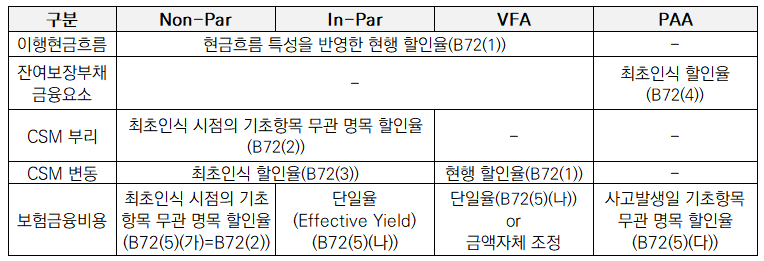 구분 Non-Par In-Par VFA PAA
이행현금흐름 현금흐름 특성을 반영한 현행 할인율(B72(1)) -
잔여보장부채
금융요소
-
최초인식 할인율
(B72(4))
CSM 부리
최초인식 시점의 기초항목 무관 명목 할인율
(B72(2))
- -
CSM 변동 최초인식 할인율(B72(3)) 현행 할인율(B72(1)) -
보험금융비용
최초인식 시점의 기초
항목 무관 명목 할인율
(B72(5)(가)=B72(2))
단일율
(Effective Yield)
(B72(5)(나))
단일율(B72(5)(나))
or
금액자체 조정
사고발생일 기초항목
무관 명목 할인율
(B72(5)(다))